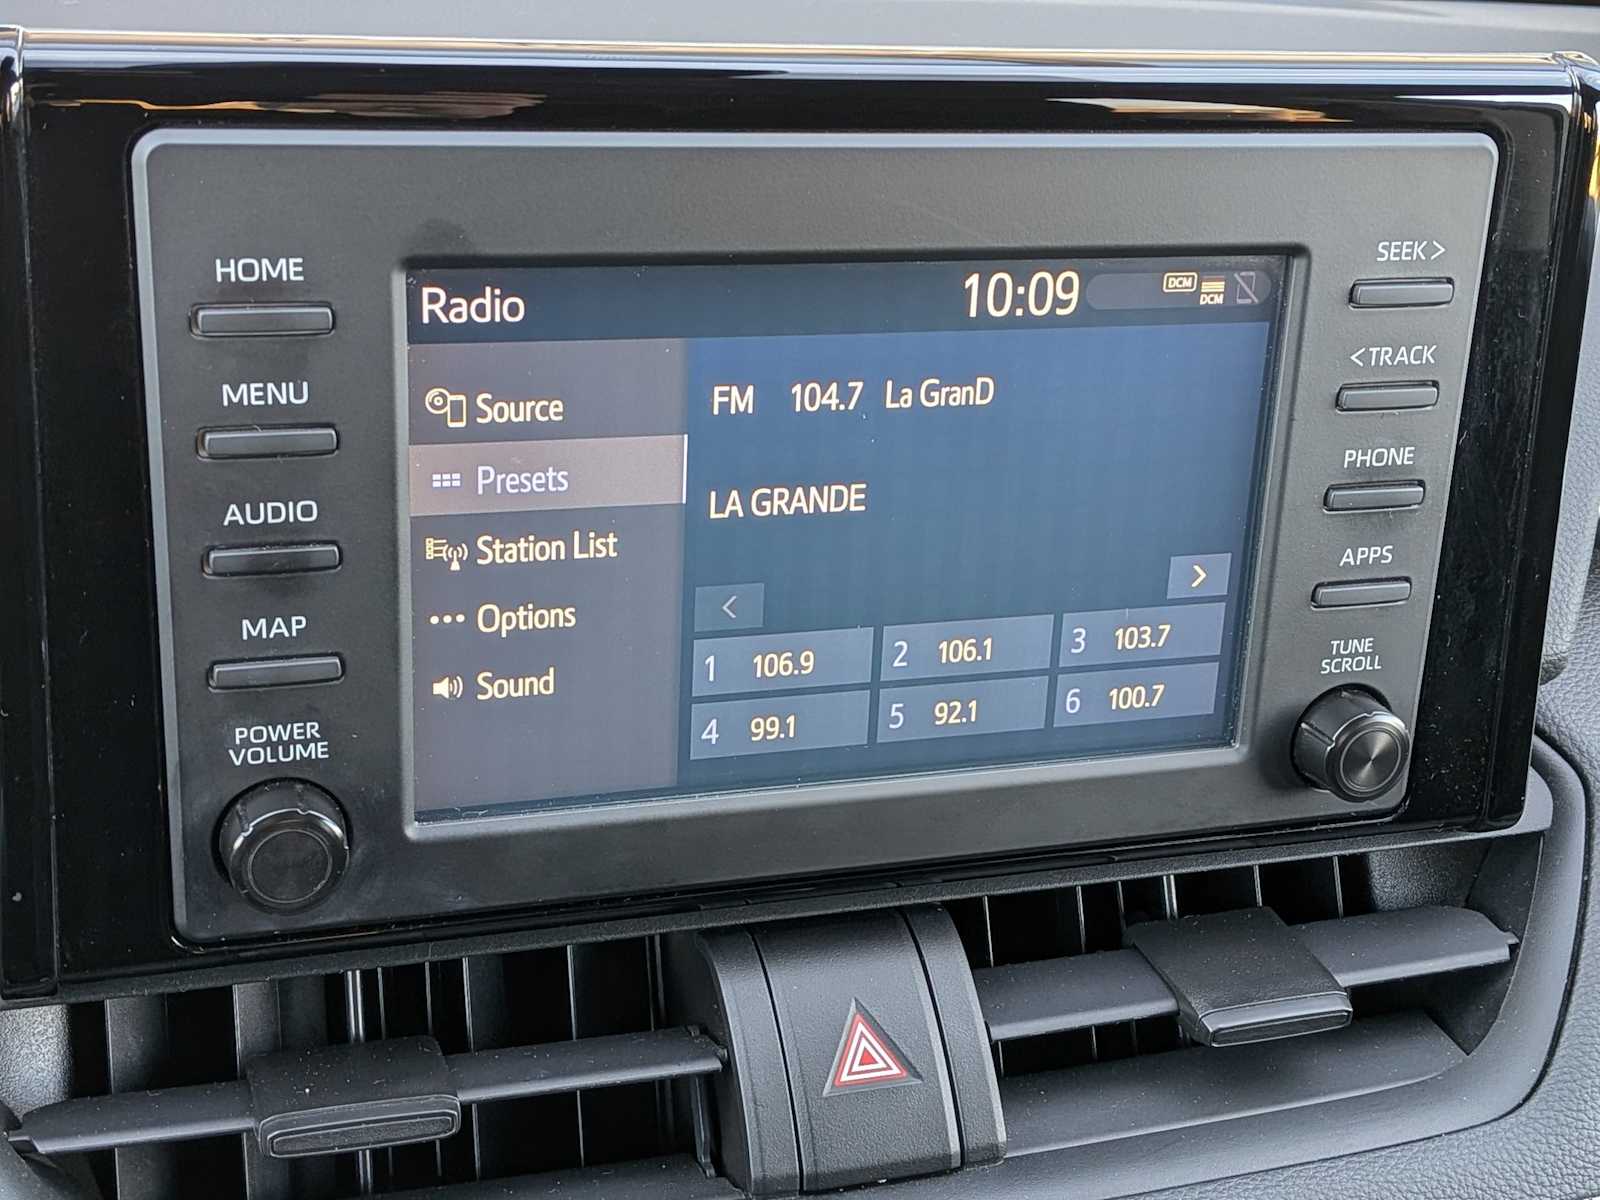 HOME
MENU
AUDIO
MAP
POWER
VOLUME
Radio
10:09
DCM
DCM
Source
Presets
Station List
Options
Sound
FM 104.7 La GranD
LA GRANDE
< >
1 106.9
2 106.1
3 103.7
4 99.1
5 92.1
6 100.7
SEEK >
< TRACK
PHONE
APPS
TUNE
SCROLL